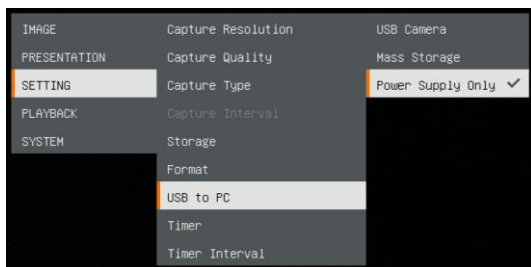 IMAGE
PRESENTATION
SETTING
PLAYBACK
SYSTEM
Capture Resolution
Capture Quality
Capture Type
Capture Interval
Storage
Format
USB to PC
Timer
Timer Interval
USB Camera
Mass Storage
Power Supply Only ✓